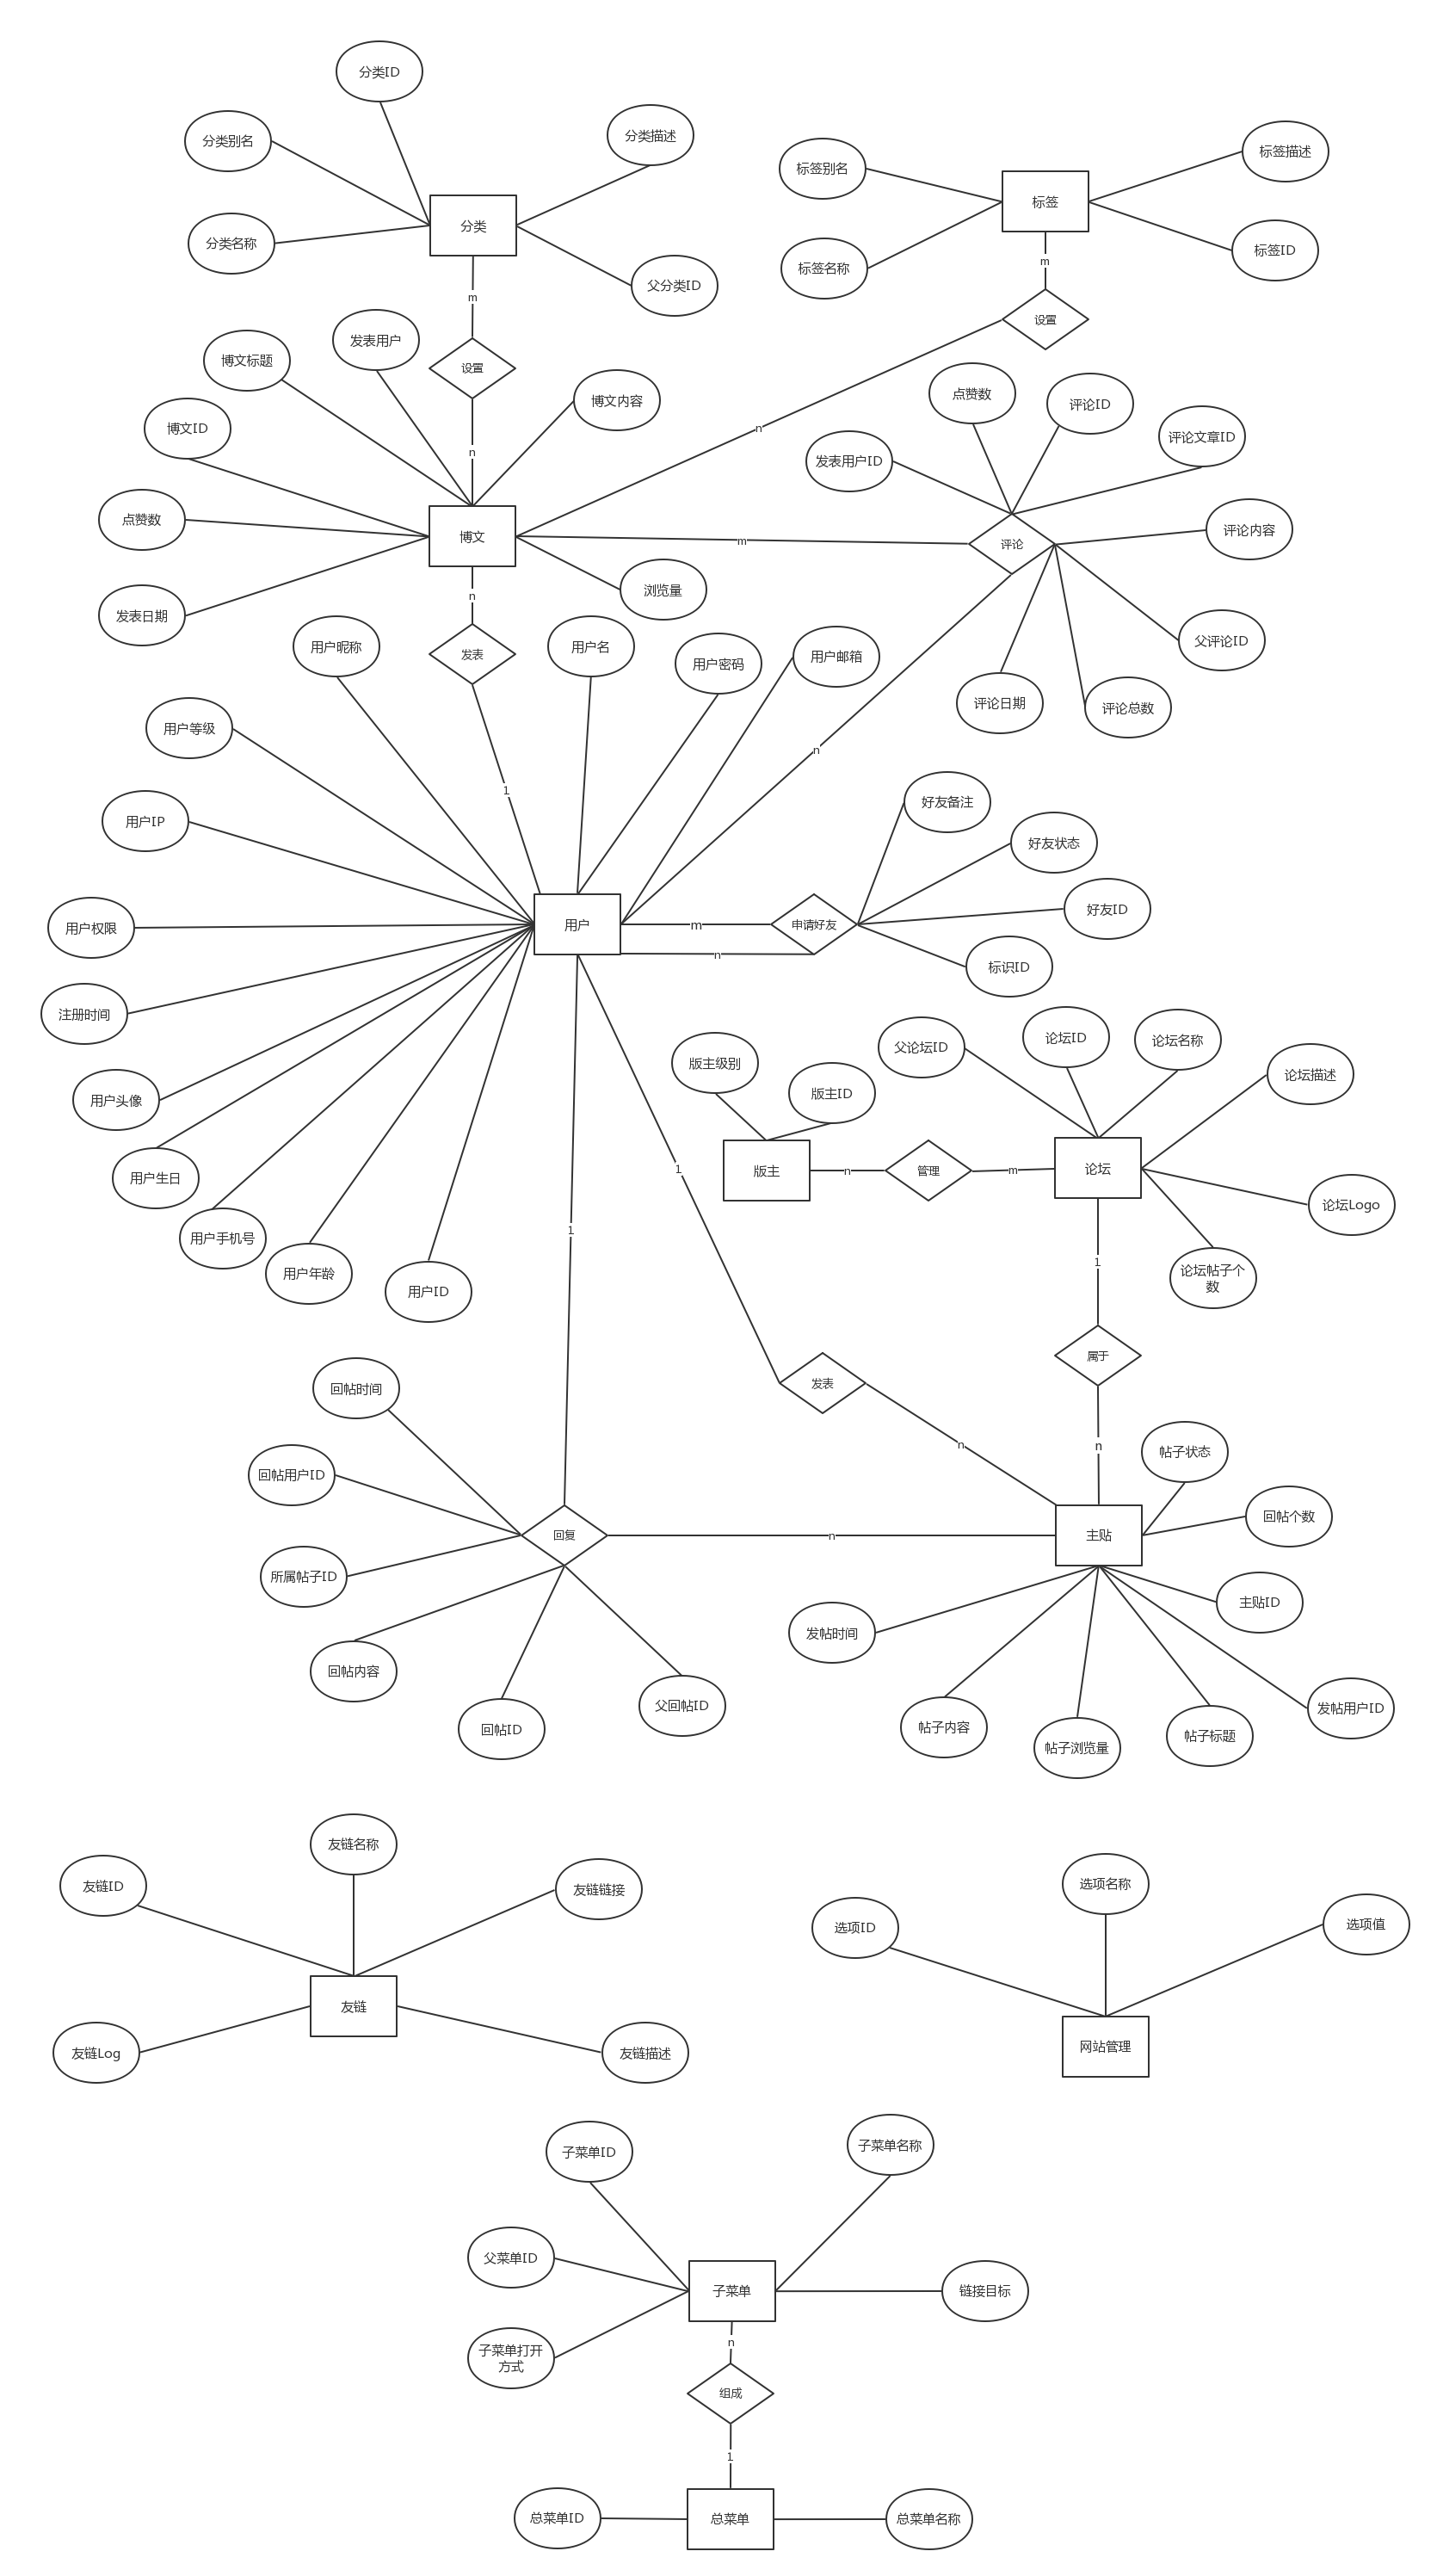 分类ID
分类别名
分类描述
分类名称
分类
父分类ID
标签别名
标签
标签描述
标签名称
标签ID
m
m
设置
设置
发表用户
博文标题
博文内容
博文ID
n
n
点赞数
评论ID
评论文章ID
发表用户ID
点赞数
博文
m
评论
评论内容
发表日期
n
浏览量
父评论ID
评论日期
评论总数
发表
用户昵称
用户名
用户密码
用户邮箱
用户等级
n
1
用户IP
好友备注
好友状态
用户权限
用户
m
申请好友
好友ID
n
标识ID
注册时间
用户头像
用户生日
用户手机号
用户年龄
用户ID
版主级别
版主ID
父论坛ID
论坛ID
论坛名称
论坛描述
版主
n
管理
m
论坛
论坛Logo
论坛帖子个
数
1
1
1
属于
发表
n
n
回帖时间
回帖用户ID
帖子状态
回帖个数
回复
n
主贴
所属帖子ID
主贴ID
回帖内容
发帖时间
回帖ID
父回帖ID
帖子内容
帖子浏览量
帖子标题
发帖用户ID
友链名称
友链ID
友链链接
友链
友链Log
友链描述
选项名称
选项ID
选项值
网站管理
子菜单ID
子菜单名称
父菜单ID
子菜单
链接目标
子菜单打开
方式
n
组成
1
总菜单ID
总菜单
总菜单名称